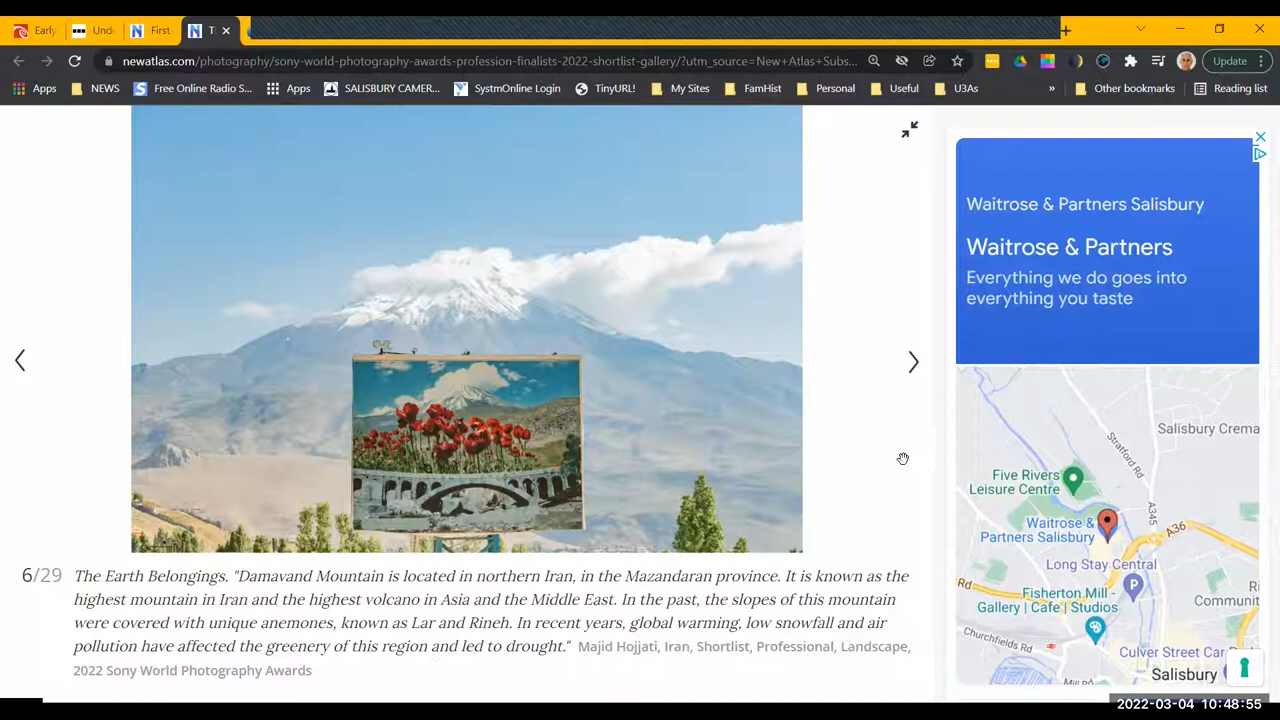 Early
Und
First
T
newatlas.com/photography/sony-world-photography-awards-profession-finalists-2022-shortlist-gallery/?utm_source=New+Atlas+Subs...
Update
Apps
NEWS
Free Online Radio S...
Apps
SALISBURY CAMER...
SystmOnline Login
TinyURL!
My Sites
FamHist
Personal
Useful
U3As
»
Other bookmarks
Reading list
Waitrose & Partners Salisbury
Waitrose & Partners
Everything we do goes into
everything you taste
Salisbury Crema
Stratford Rd
Five Rivers
Leisure Centre
A345
Waitrose &
Partners Salisbury
A36
Long Stay Central
P
Rd
Fisherton Mill -
Gallery | Cafe | Studios
Communi
Churchfields Rd
Culver Street Car
Salisbury
6/29
The Earth Belongings. "Damavand Mountain is located in northern Iran, in the Mazandaran province. It is known as the
highest mountain in Iran and the highest volcano in Asia and the Middle East. In the past, the slopes of this mountain
were covered with unique anemones, known as Lar and Rineh. In recent years, global warming, low snowfall and air
pollution have affected the greenery of this region and led to drought." Majid Hojjati, Iran, Shortlist, Professional, Landscape,
2022 Sony World Photography Awards
2022-03-04 10:48:55